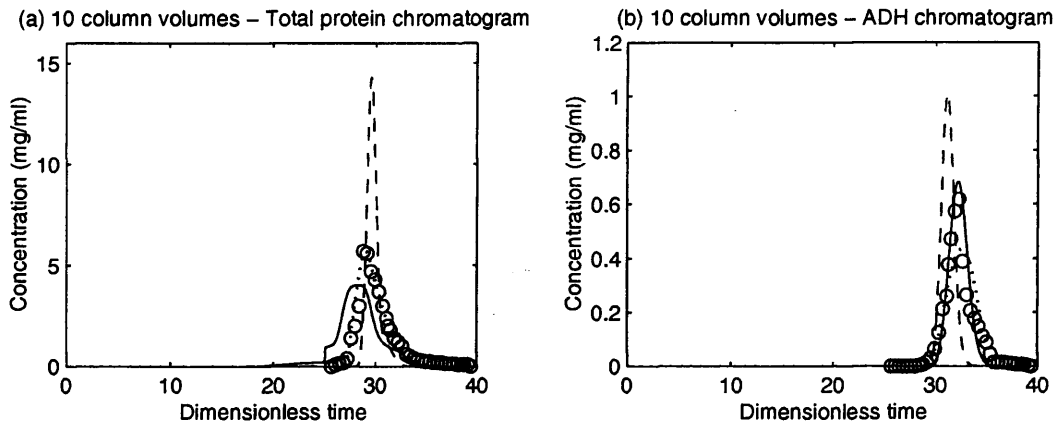 (a) 10 column volumes – Total protein chromatogram
15
10
5
0
Concentration (mg/ml)
0 10 20 30 40
Dimensionless time
(b) 10 column volumes – ADH chromatogram
1.2
1
0.8
0.6
0.4
0.2
0
Concentration (mg/ml)
0 10 20 30 40
Dimensionless time